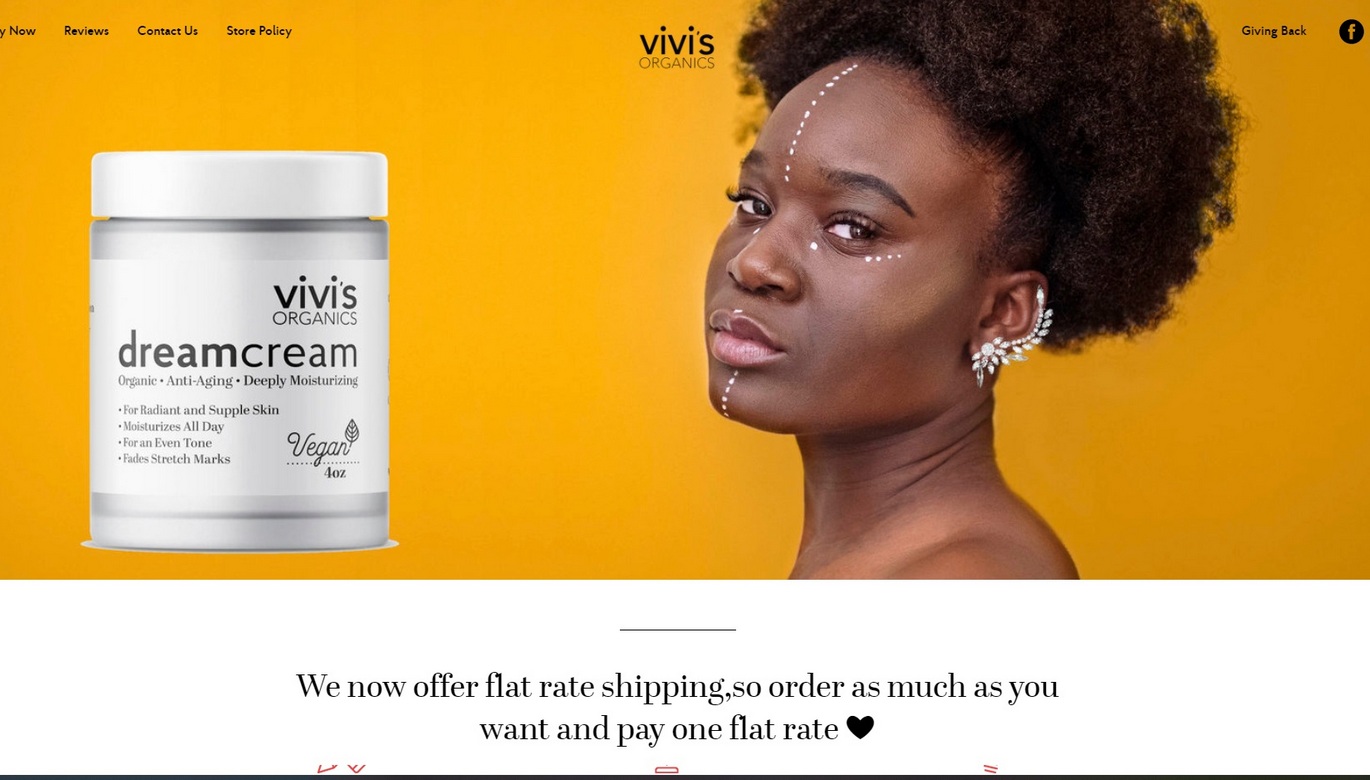 y Now
Reviews
Contact Us
Store Policy
vivi's
ORGANICS
Giving Back
f
vivi's
ORGANICS
dreamcream
Organic • Anti-Aging • Deeply Moisturizing
• For Radiant and Supple Skin
• Moisturizes All Day
• For an Even Tone
• Fades Stretch Marks
Vegan
4oz
We now offer flat rate shipping,so order as much as you
want and pay one flat rate ♥